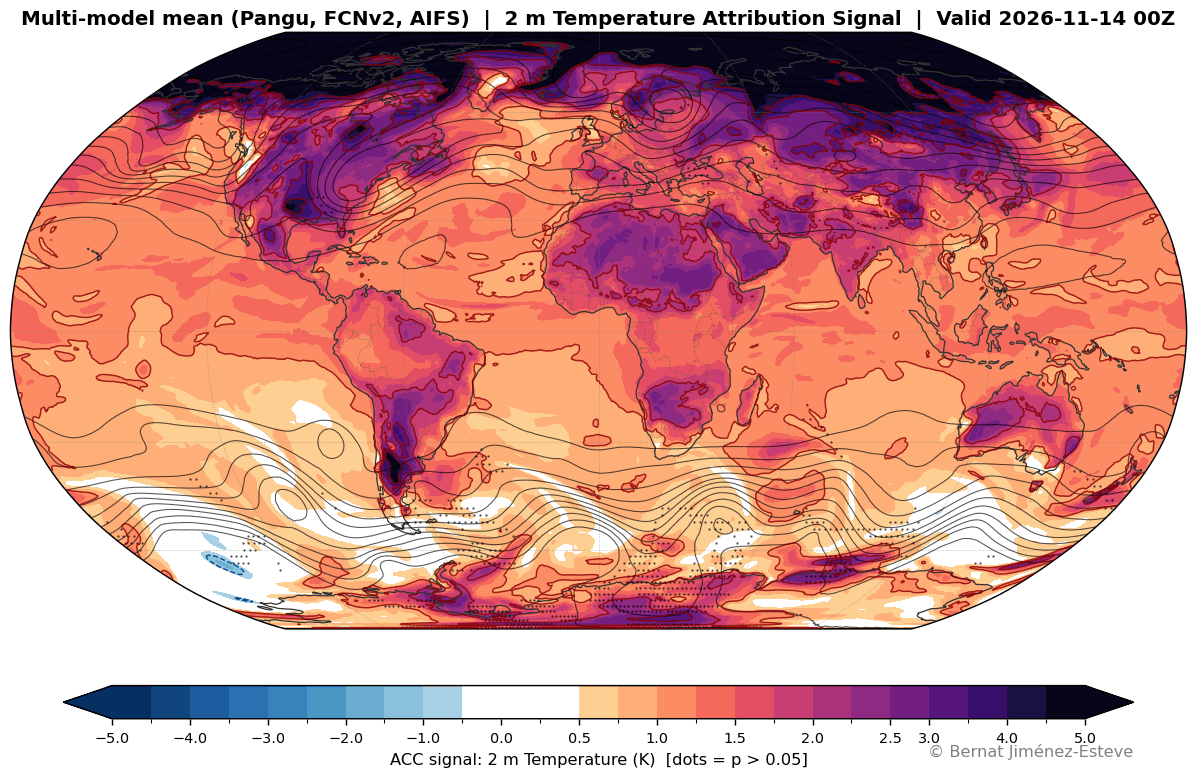 Multi-model mean (Pangu, FCNv2, AIFS)  |  2 m Temperature Attribution Signal  |  Valid 2026-11-14 00Z
−5.0 −4.0 −3.0 −2.0 −1.0 0.0 0.5 1.0 1.5 2.0 2.5 3.0 4.0 5.0
© Bernat Jiménez-Esteve
ACC signal: 2 m Temperature (K)  [dots = p > 0.05]